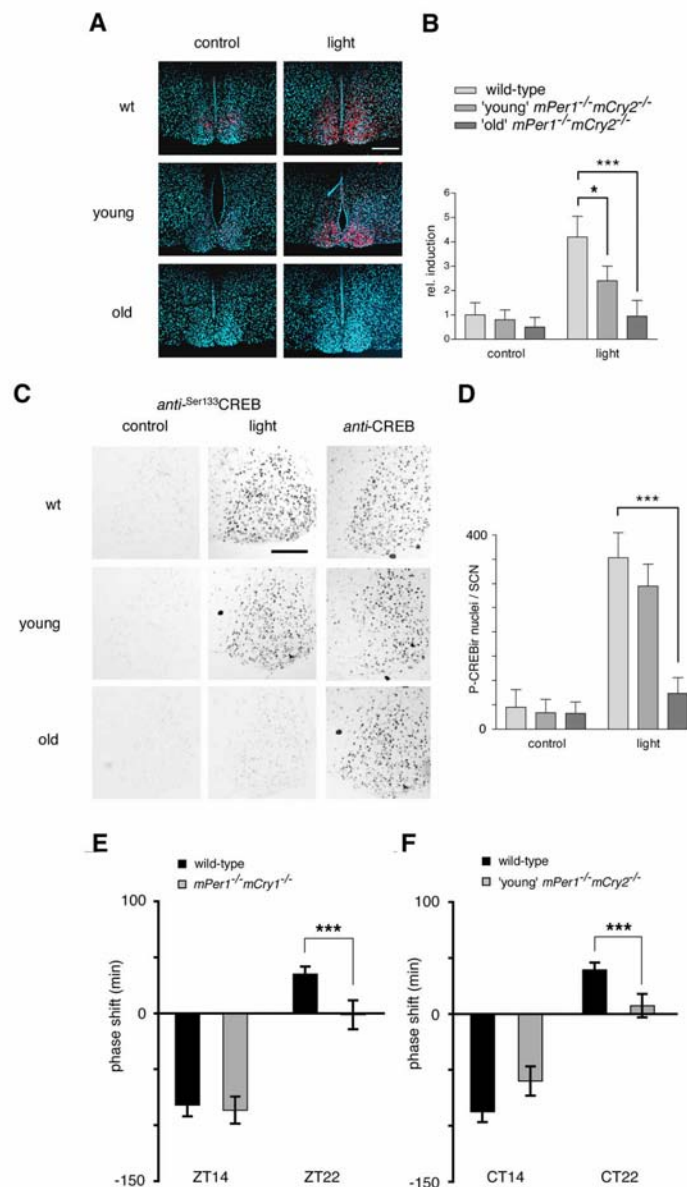 A
control light
wt
young
old
B
wild-type
'young' mPer1-/-mCry2-/-
'old' mPer1-/-mCry2-/-
***
*
rel. induction
6
5
4
3
2
1
0
control light
C
anti-Ser133CREB
control light anti-CREB
wt
young
old
D
***
P-CREBir nuclei / SCN
400
0
control light
E
wild-type
mPer1-/-mCry1-/-
100
***
phase shift (min)
0
-150
ZT14 ZT22
F
wild-type
'young' mPer1-/-mCry2-/-
100
***
phase shift (min)
0
-150
CT14 CT22